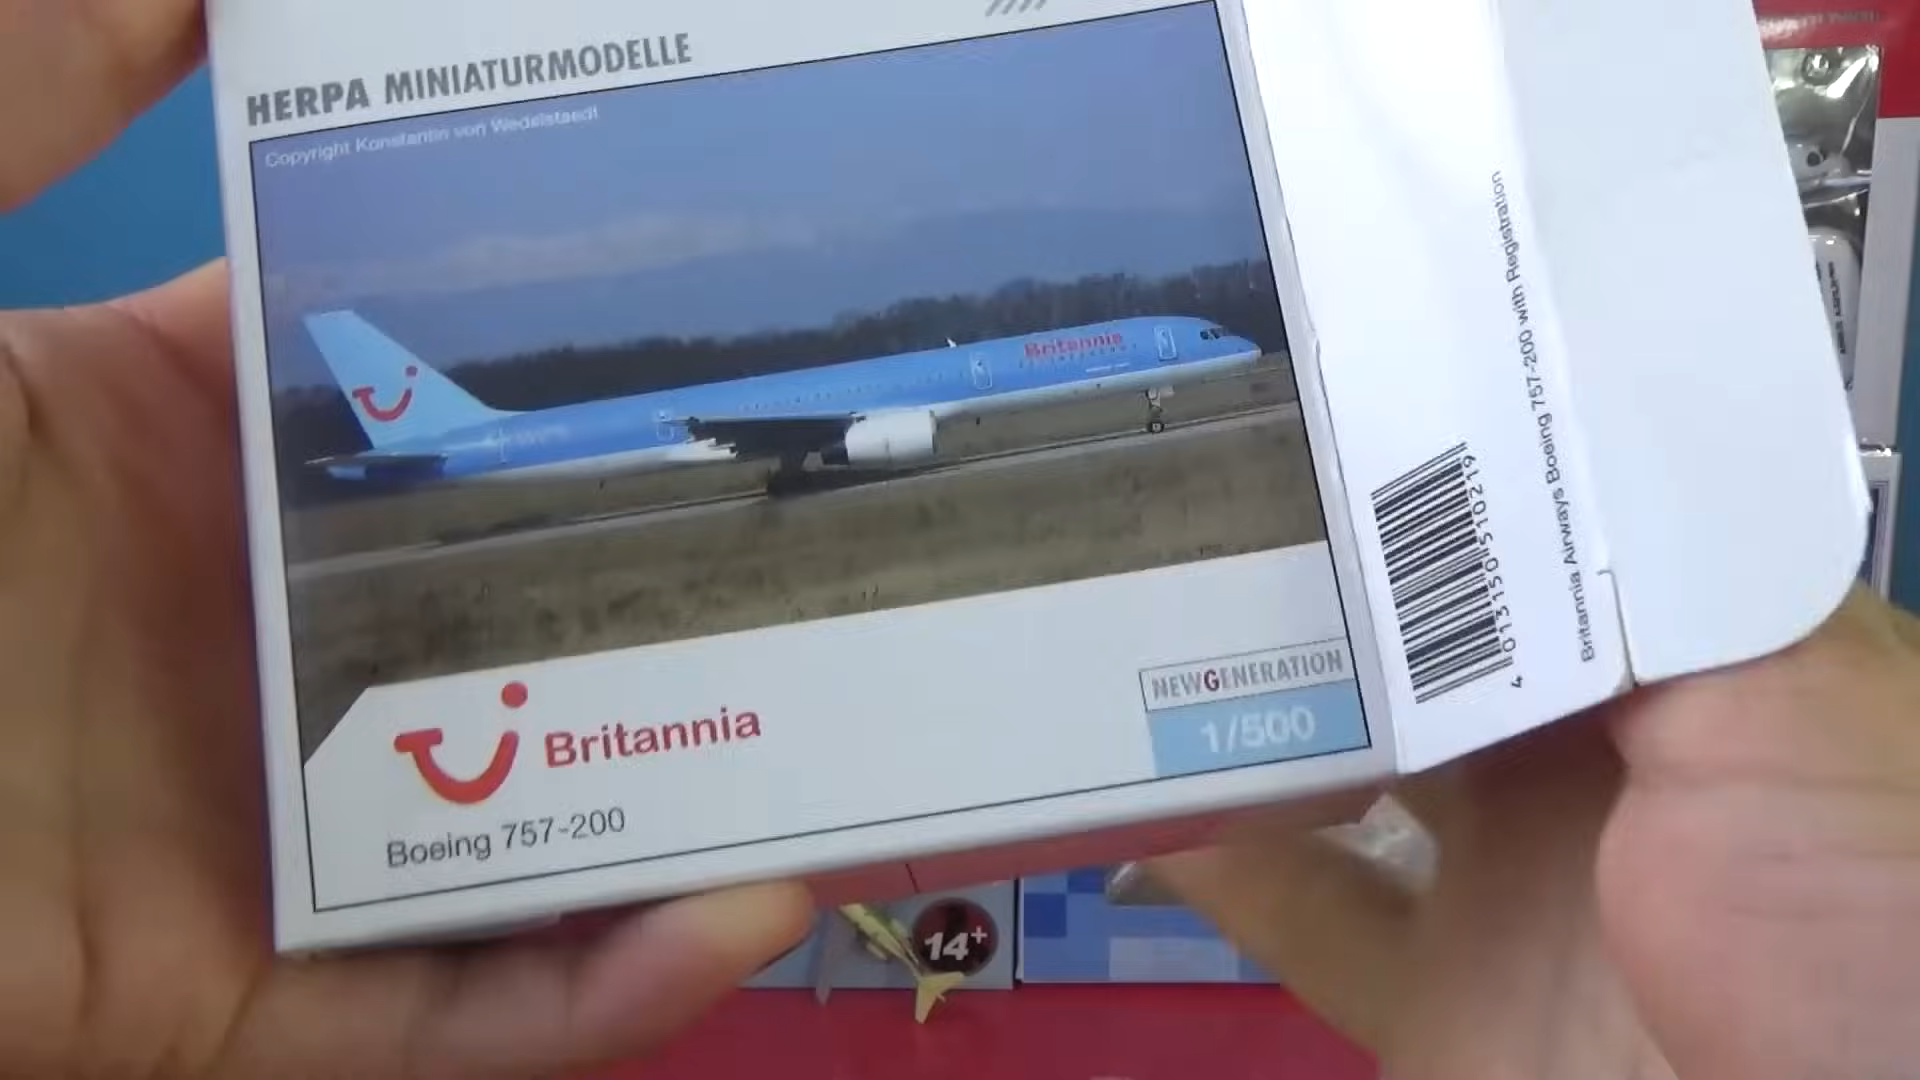 HERPA MINIATURMODELLE
Copyright Konstantin von Wedelstaedt
Britannia
Britannia
Boeing 757-200
NEWGENERATION
1/500
4 013150 510219
Britannia Airways Boeing 757-200 with Registration
14+